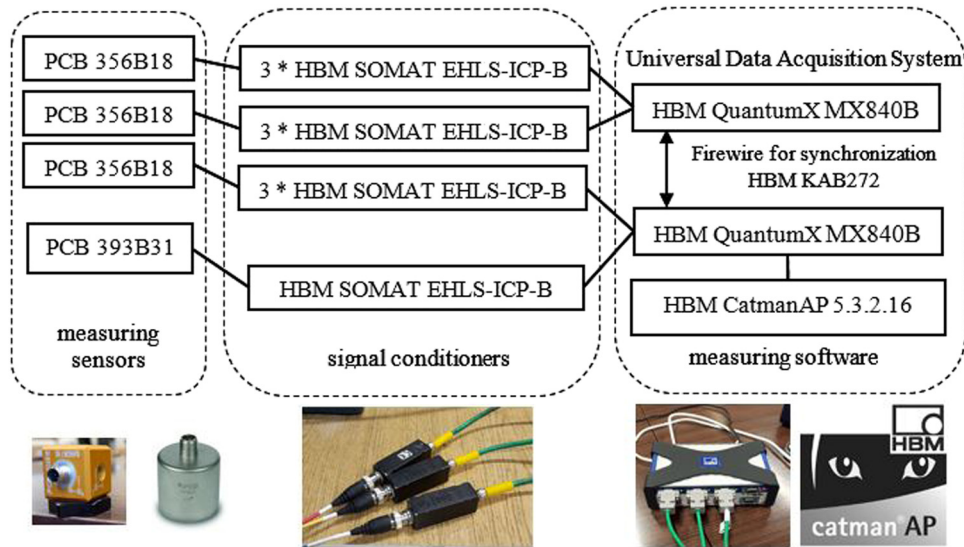 PCB 356B18
PCB 356B18
PCB 356B18
PCB 393B31
measuring
sensors
3 * HBM SOMAT EHLS-ICP-B
3 * HBM SOMAT EHLS-ICP-B
3 * HBM SOMAT EHLS-ICP-B
HBM SOMAT EHLS-ICP-B
signal conditioners
Universal Data Acquisition System
HBM QuantumX MX840B
Firewire for synchronization
HBM KAB272
HBM QuantumX MX840B
HBM CatmanAP 5.3.2.16
measuring software
HBM
catman®AP